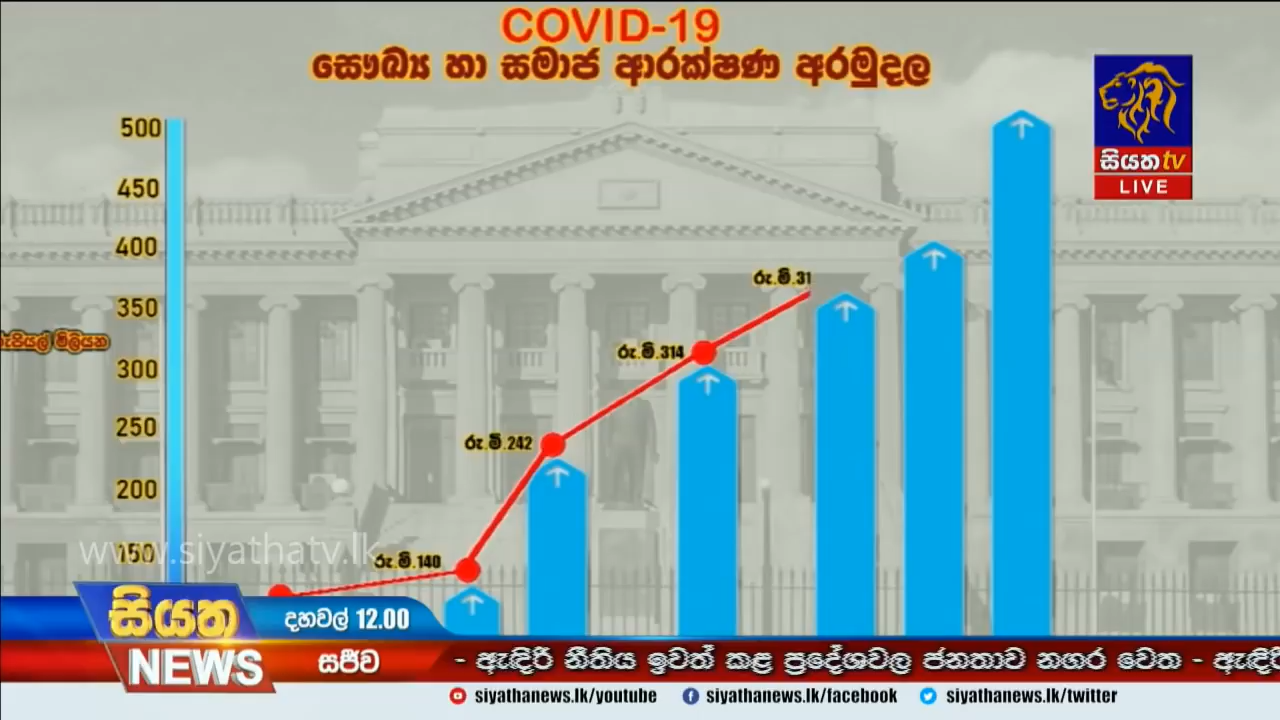 COVID-19
සෞඛ්‍ය හා සමාජ ආරක්ෂණ අරමුදල
සියත tv
LIVE
500
450
400
350
300
250
200
150
මිලියන
රු.මි.31
රු.මි.314
රු.මි.242
රු.මි.140
www.siyathatv.lk
සියත
NEWS
දහවල් 12.00
සජීව
- ඇඳිරි නීතිය ඉවත් කළ ප්‍රදේශවල ජනතාව නගර වෙත - ඇඳිරි
siyathanews.lk/youtube
siyathanews.lk/facebook
siyathanews.lk/twitter